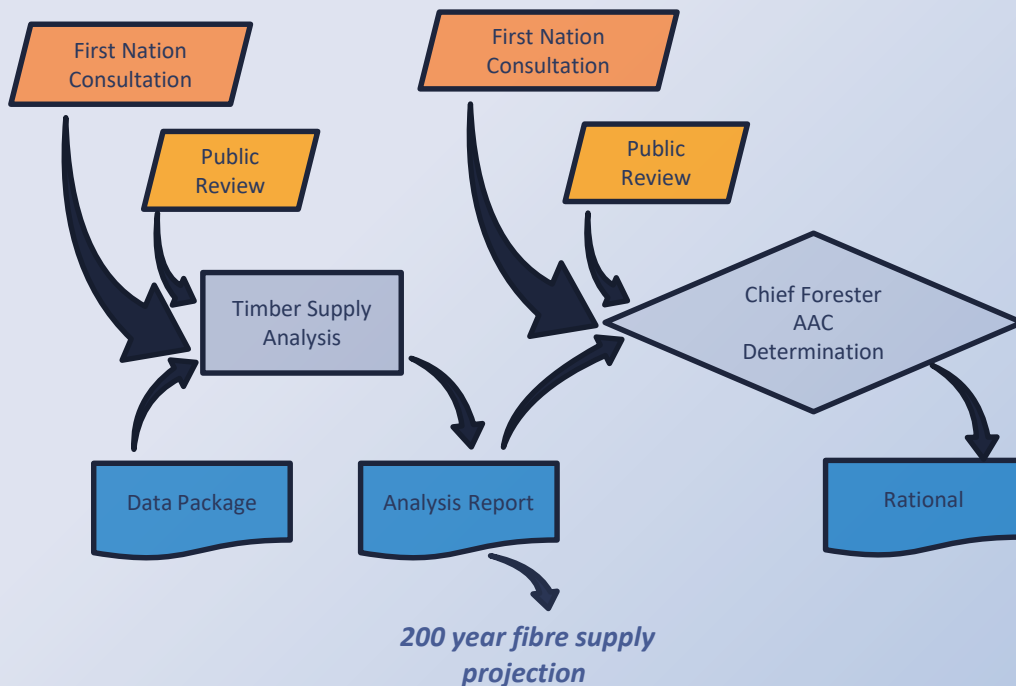 First Nation
Consultation
First Nation
Consultation
Public
Review
Public
Review
Timber Supply
Analysis
Chief Forester
AAC
Determination
Data Package
Analysis Report
Rational
200 year fibre supply
projection